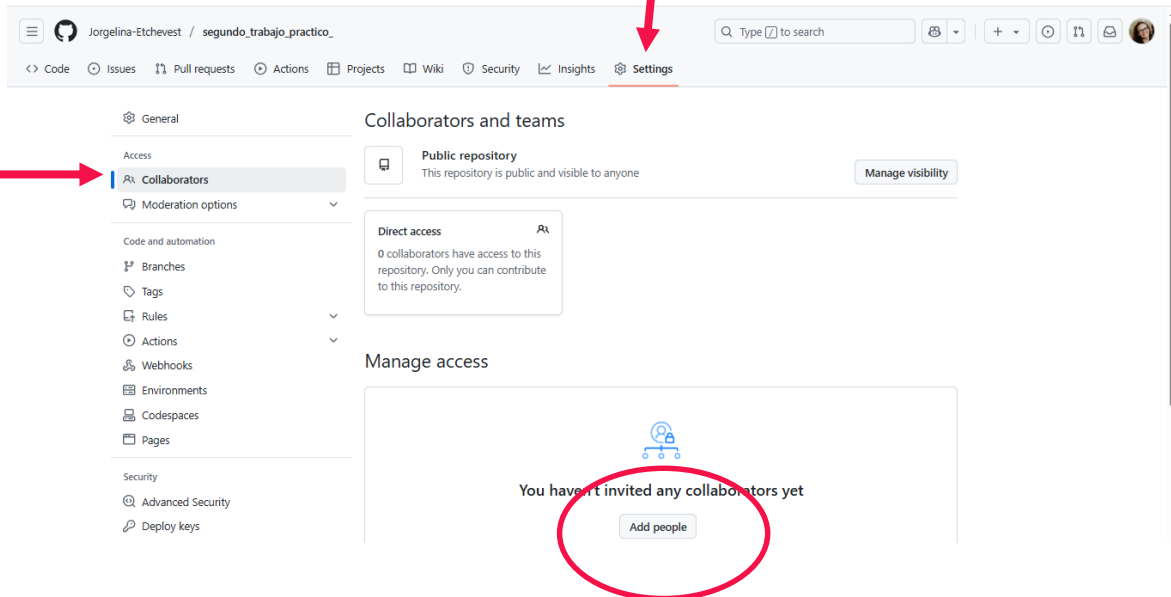 Jorgelina-Etchevest / segundo_trabajo_practico_
Type / to search
<> Code Issues Pull requests Actions Projects Wiki Security Insights Settings
General
Access
Collaborators
Moderation options
Code and automation
Branches
Tags
Rules
Actions
Webhooks
Environments
Codespaces
Pages
Security
Advanced Security
Deploy keys
Collaborators and teams
Public repository
This repository is public and visible to anyone
Manage visibility
Direct access
0 collaborators have access to this
repository. Only you can contribute
to this repository.
Manage access
You haven't invited any collaborators yet
Add people